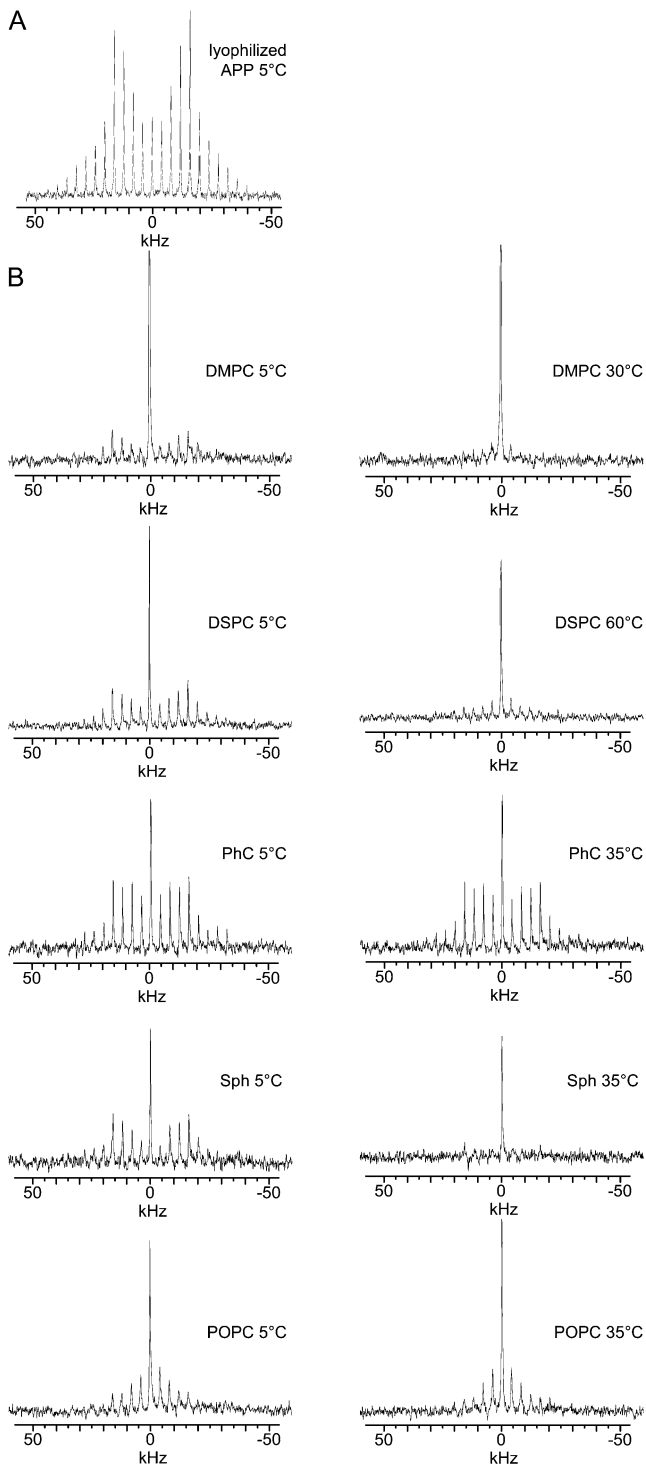 A
lyophilized
APP 5°C
50 0 -50
kHz
B
DMPC 5°C
50 0 -50
kHz
DMPC 30°C
50 0 -50
kHz
DSPC 5°C
50 0 -50
kHz
DSPC 60°C
50 0 -50
kHz
PhC 5°C
50 0 -50
kHz
PhC 35°C
50 0 -50
kHz
Sph 5°C
50 0 -50
kHz
Sph 35°C
50 0 -50
kHz
POPC 5°C
50 0 -50
kHz
POPC 35°C
50 0 -50
kHz